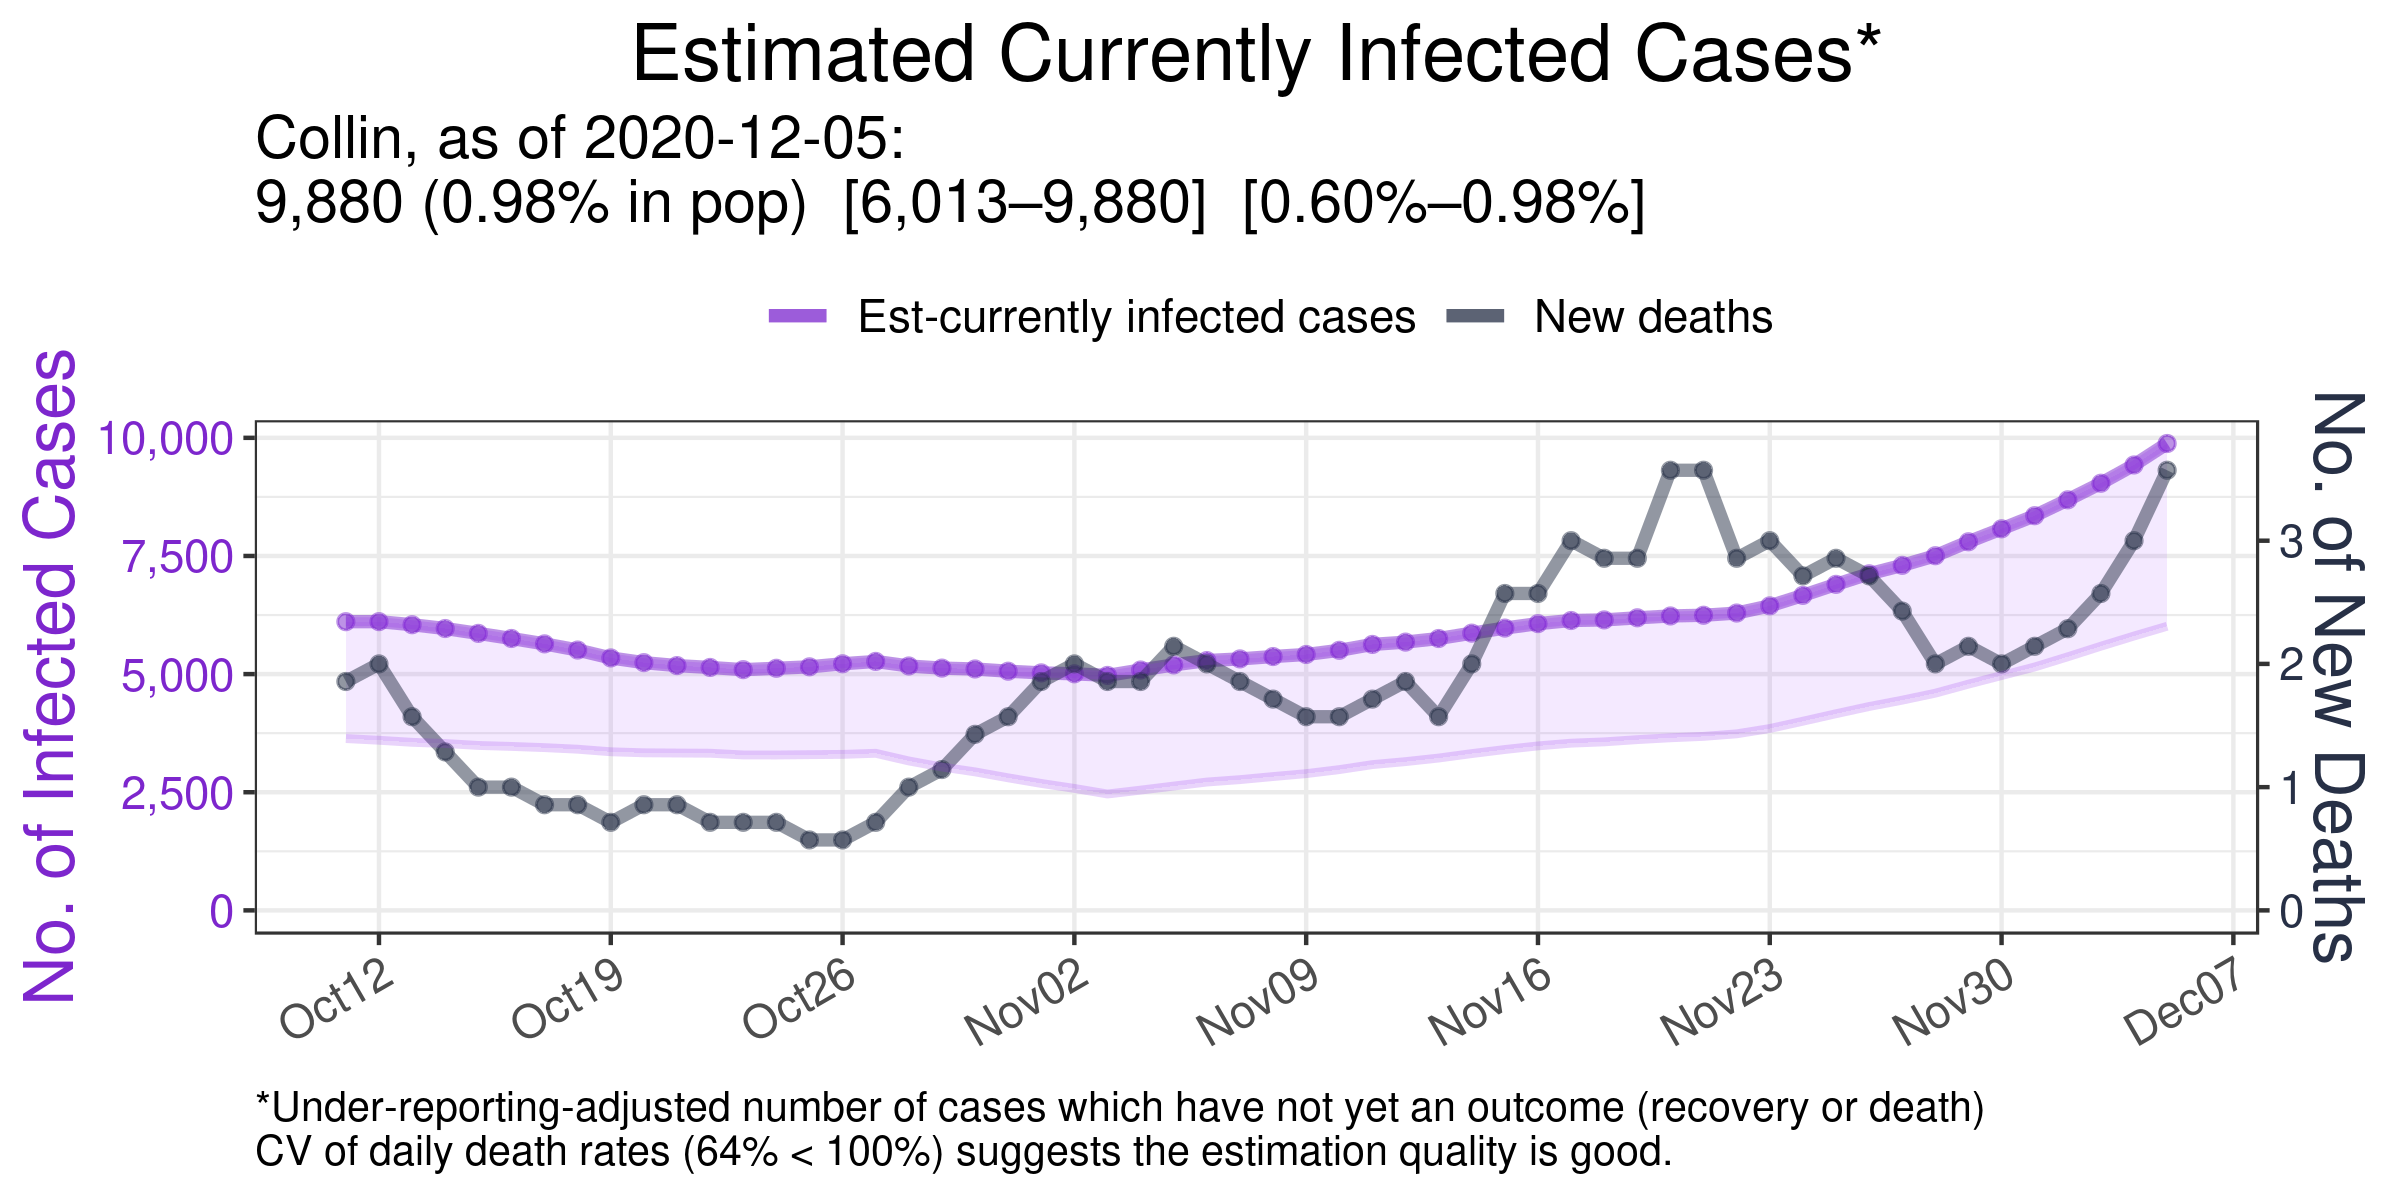 Estimated Currently Infected Cases*
Collin, as of 2020-12-05:
9,880 (0.98% in pop)  [6,013–9,880]  [0.60%–0.98%]
Est-currently infected cases
New deaths
No. of Infected Cases
10,000
7,500
5,000
2,500
0
No. of New Deaths
3
2
1
0
Oct12
Oct19
Oct26
Nov02
Nov09
Nov16
Nov23
Nov30
Dec07
*Under-reporting-adjusted number of cases which have not yet an outcome (recovery or death)
CV of daily death rates (64% < 100%) suggests the estimation quality is good.